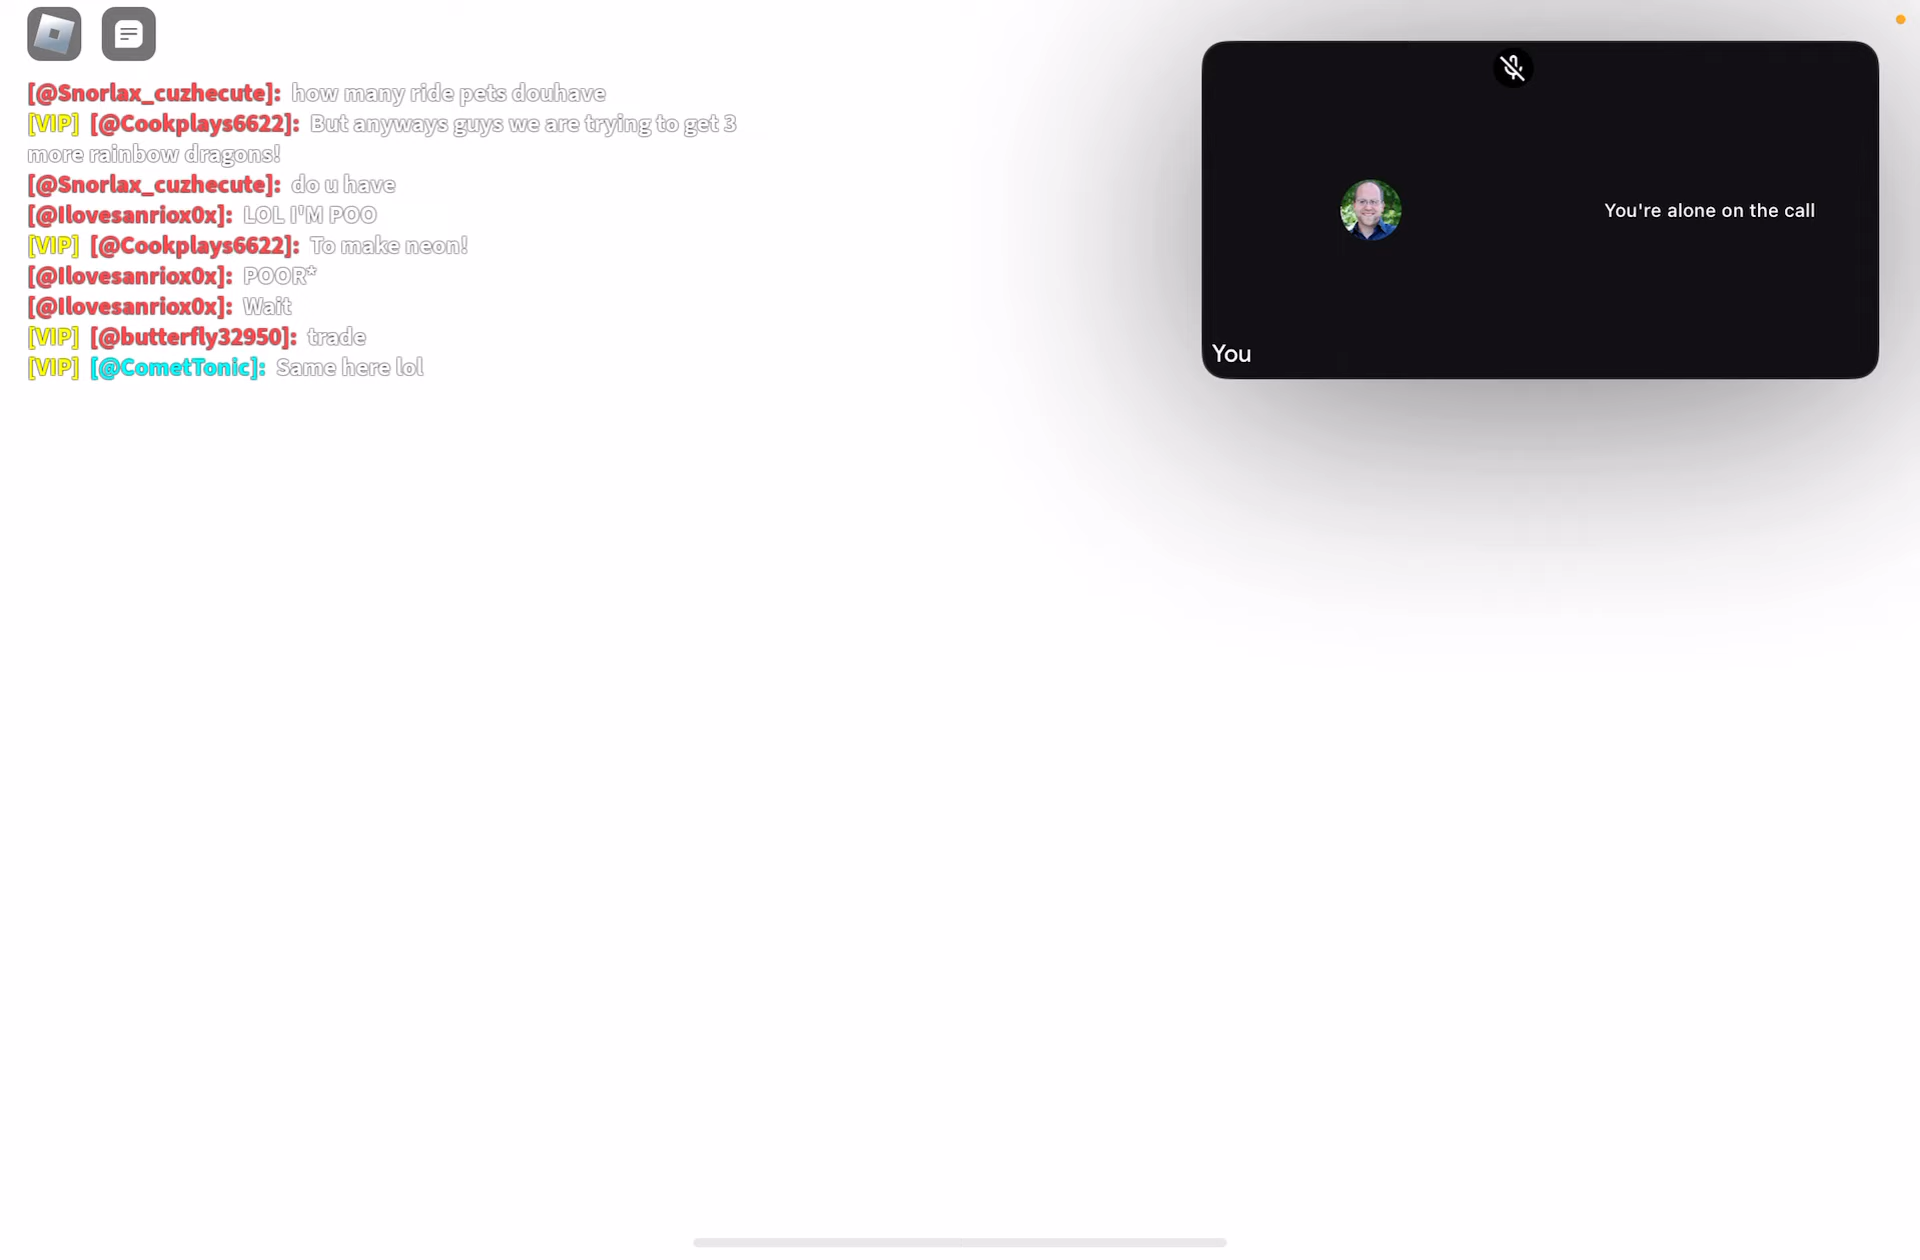 [@Snorlax_cuzhecute]: how many ride pets douhave
[VIP] [@Cookplays6622]: But anyways guys we are trying to get 3
more rainbow dragons!
[@Snorlax_cuzhecute]: do u have
[@Ilovesanriox0x]: LOL I'M POO
[VIP] [@Cookplays6622]: To make neon!
[@Ilovesanriox0x]: POOR*
[@Ilovesanriox0x]: Wait
[VIP] [@butterfly32950]: trade
[VIP] [@CometTonic]: Same here lol
You're alone on the call
You